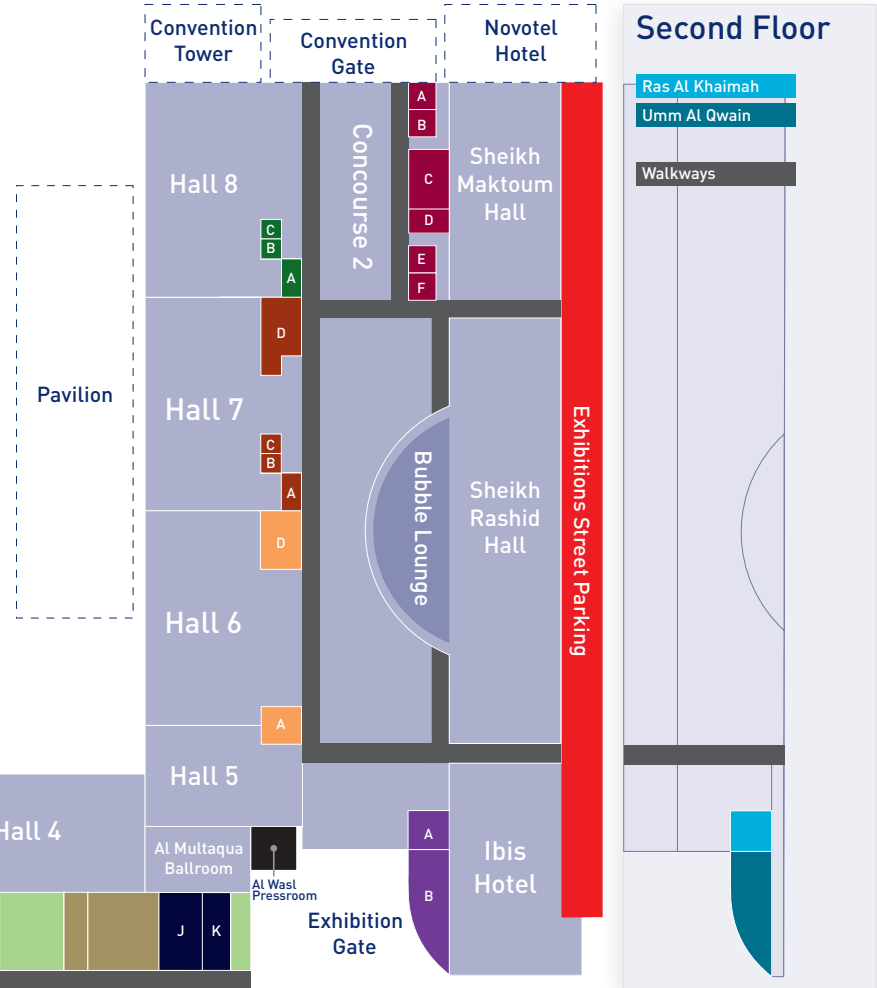 Convention
Tower
Convention
Gate
Novotel
Hotel
Second Floor
Ras Al Khaimah
Umm Al Qwain
Walkways
A
B
C
D
E
F
Concourse 2
Sheikh
Maktoum
Hall
Hall 8
C
B
A
D
Pavilion
Hall 7
C
B
A
D
Bubble Lounge
Sheikh
Rashid
Hall
Exhibitions Street Parking
Hall 6
A
Hall 5
Hall 4
Al Multaqua
Ballroom
Al Wasl
Pressroom
A
B
Ibis
Hotel
Exhibition
Gate
J
K